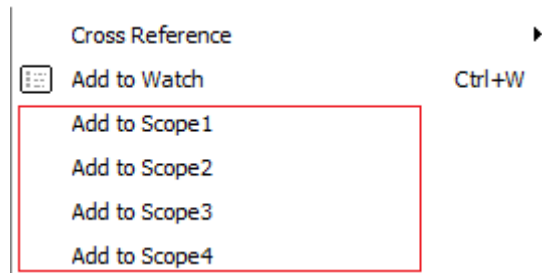 Cross Reference
Add to Watch Ctrl+W
Add to Scope1
Add to Scope2
Add to Scope3
Add to Scope4